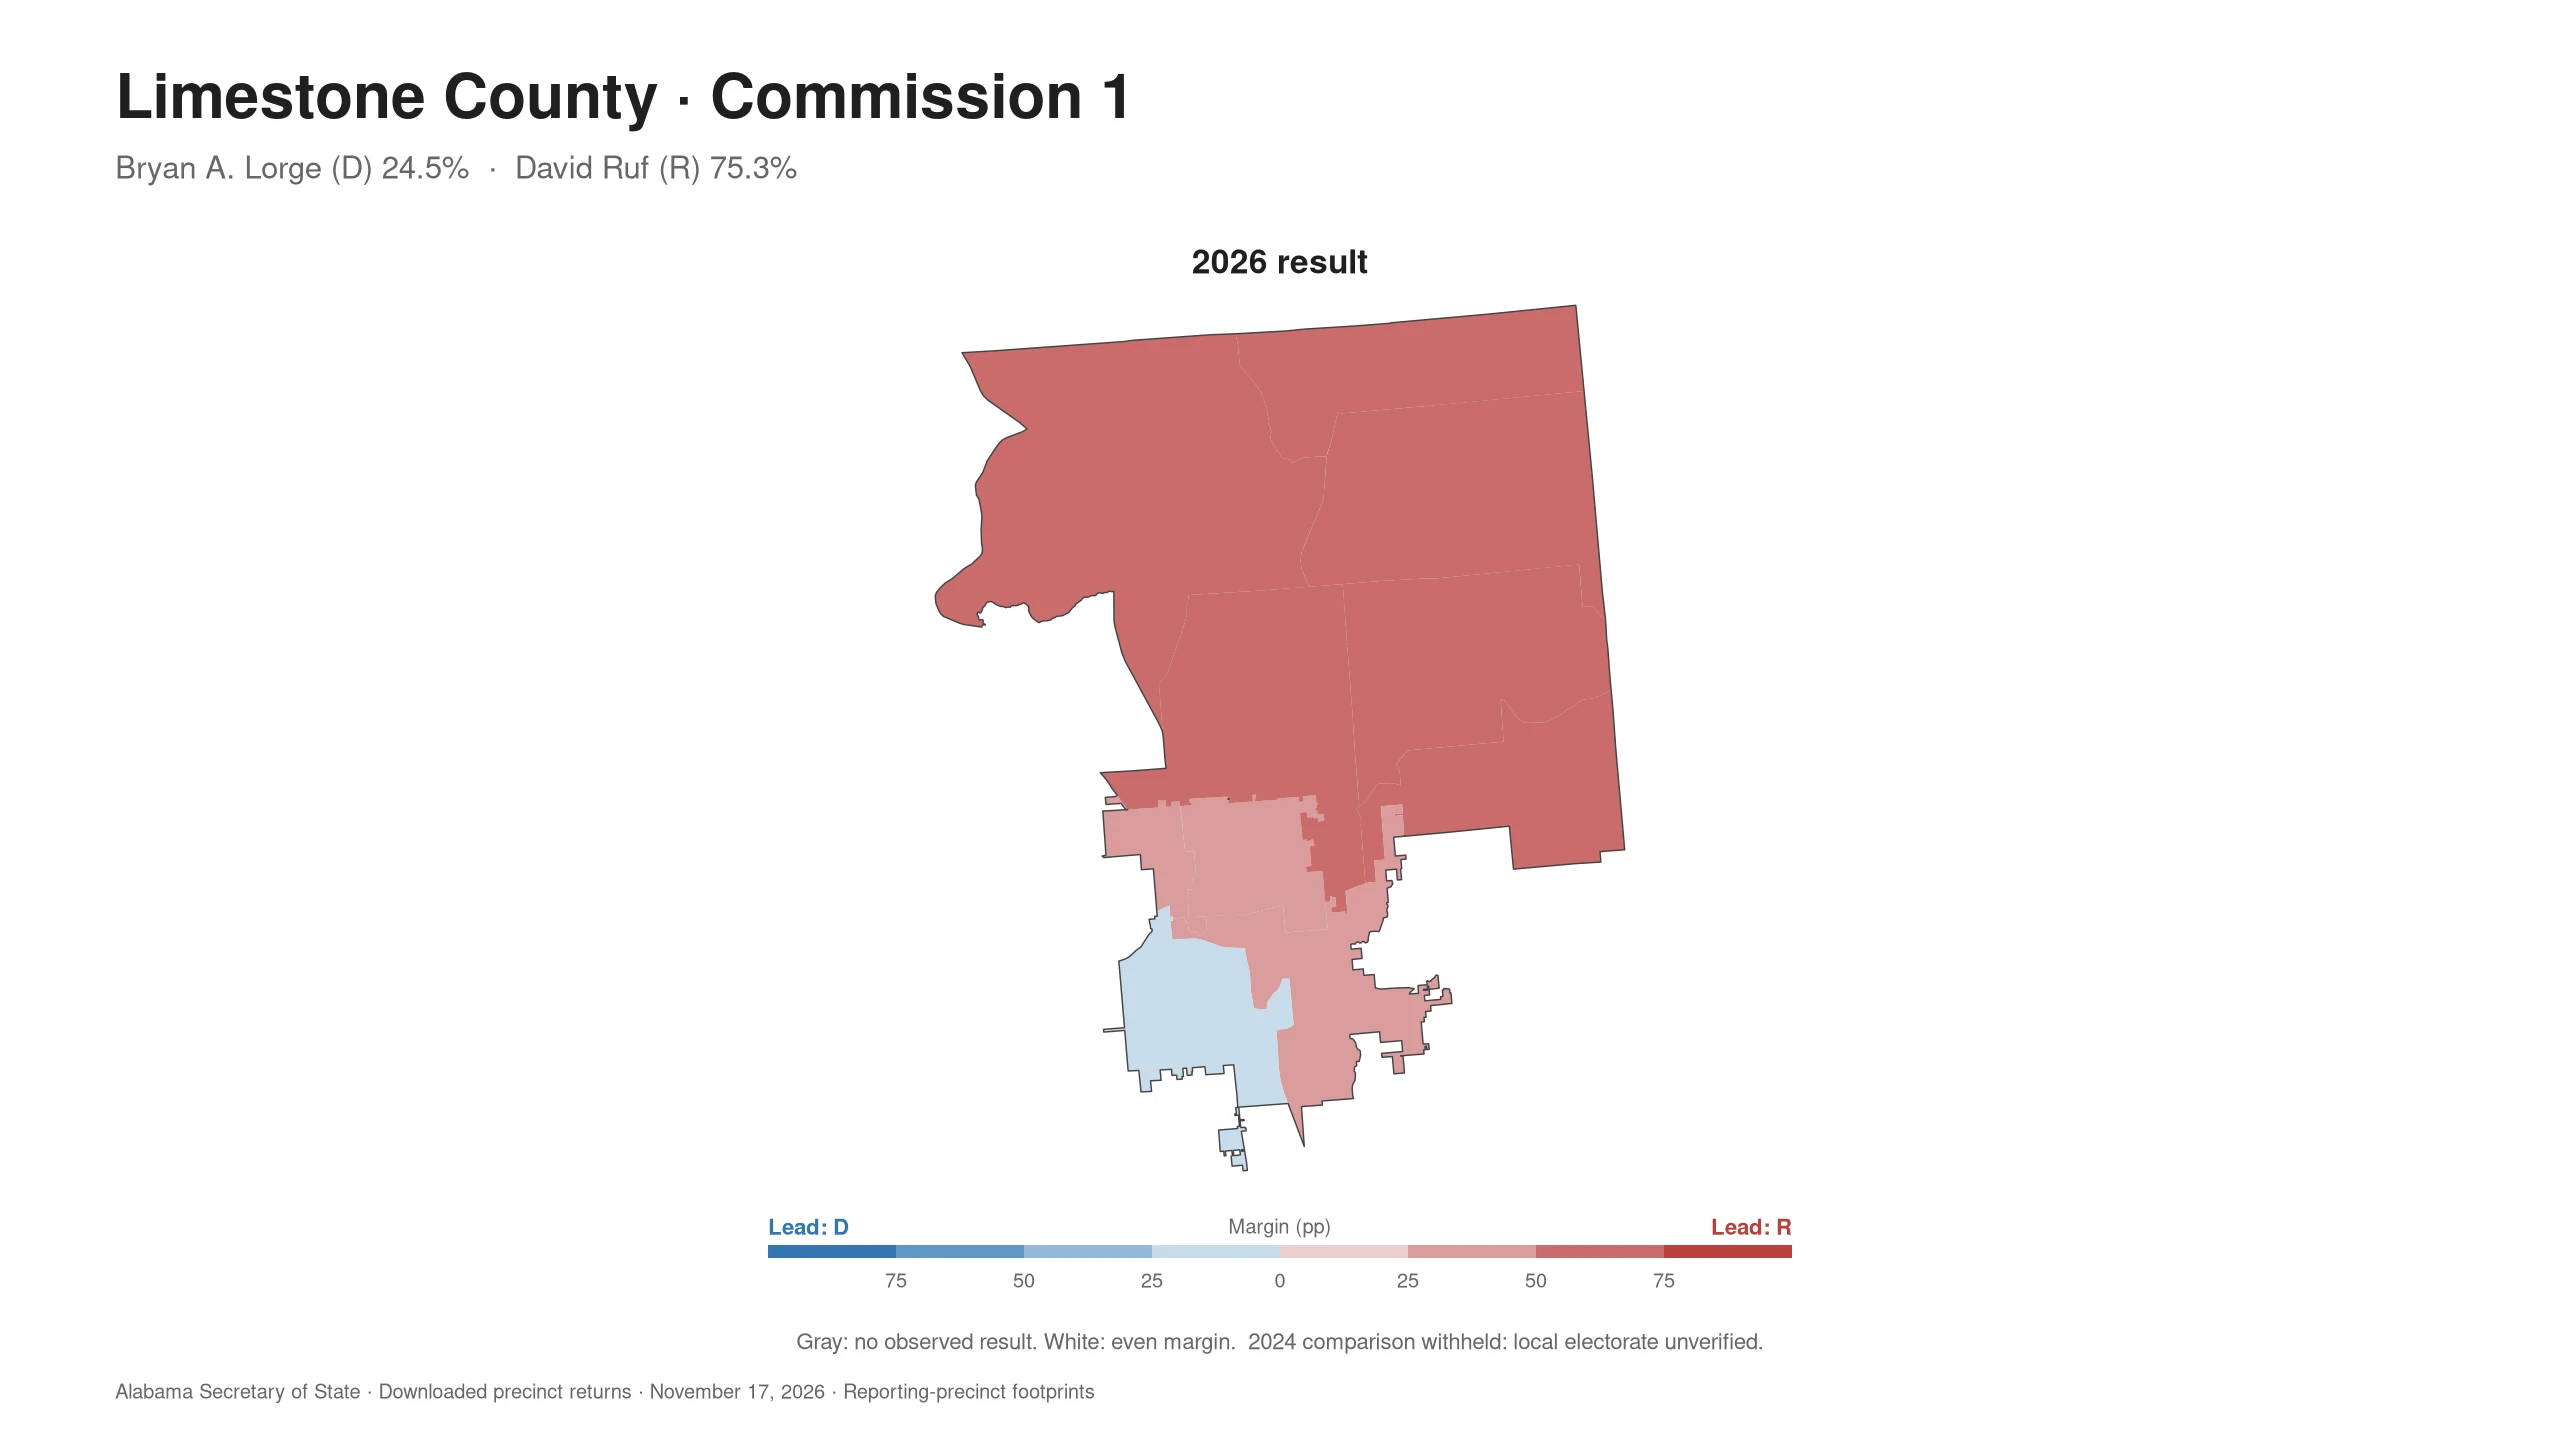 Limestone County · Commission 1
Bryan A. Lorge (D) 24.5% · David Ruf (R) 75.3%
2026 result
Lead: D
Margin (pp)
Lead: R
75 50 25 0 25 50 75
Gray: no observed result. White: even margin. 2024 comparison withheld: local electorate unverified.
Alabama Secretary of State · Downloaded precinct returns · November 17, 2026 · Reporting-precinct footprints